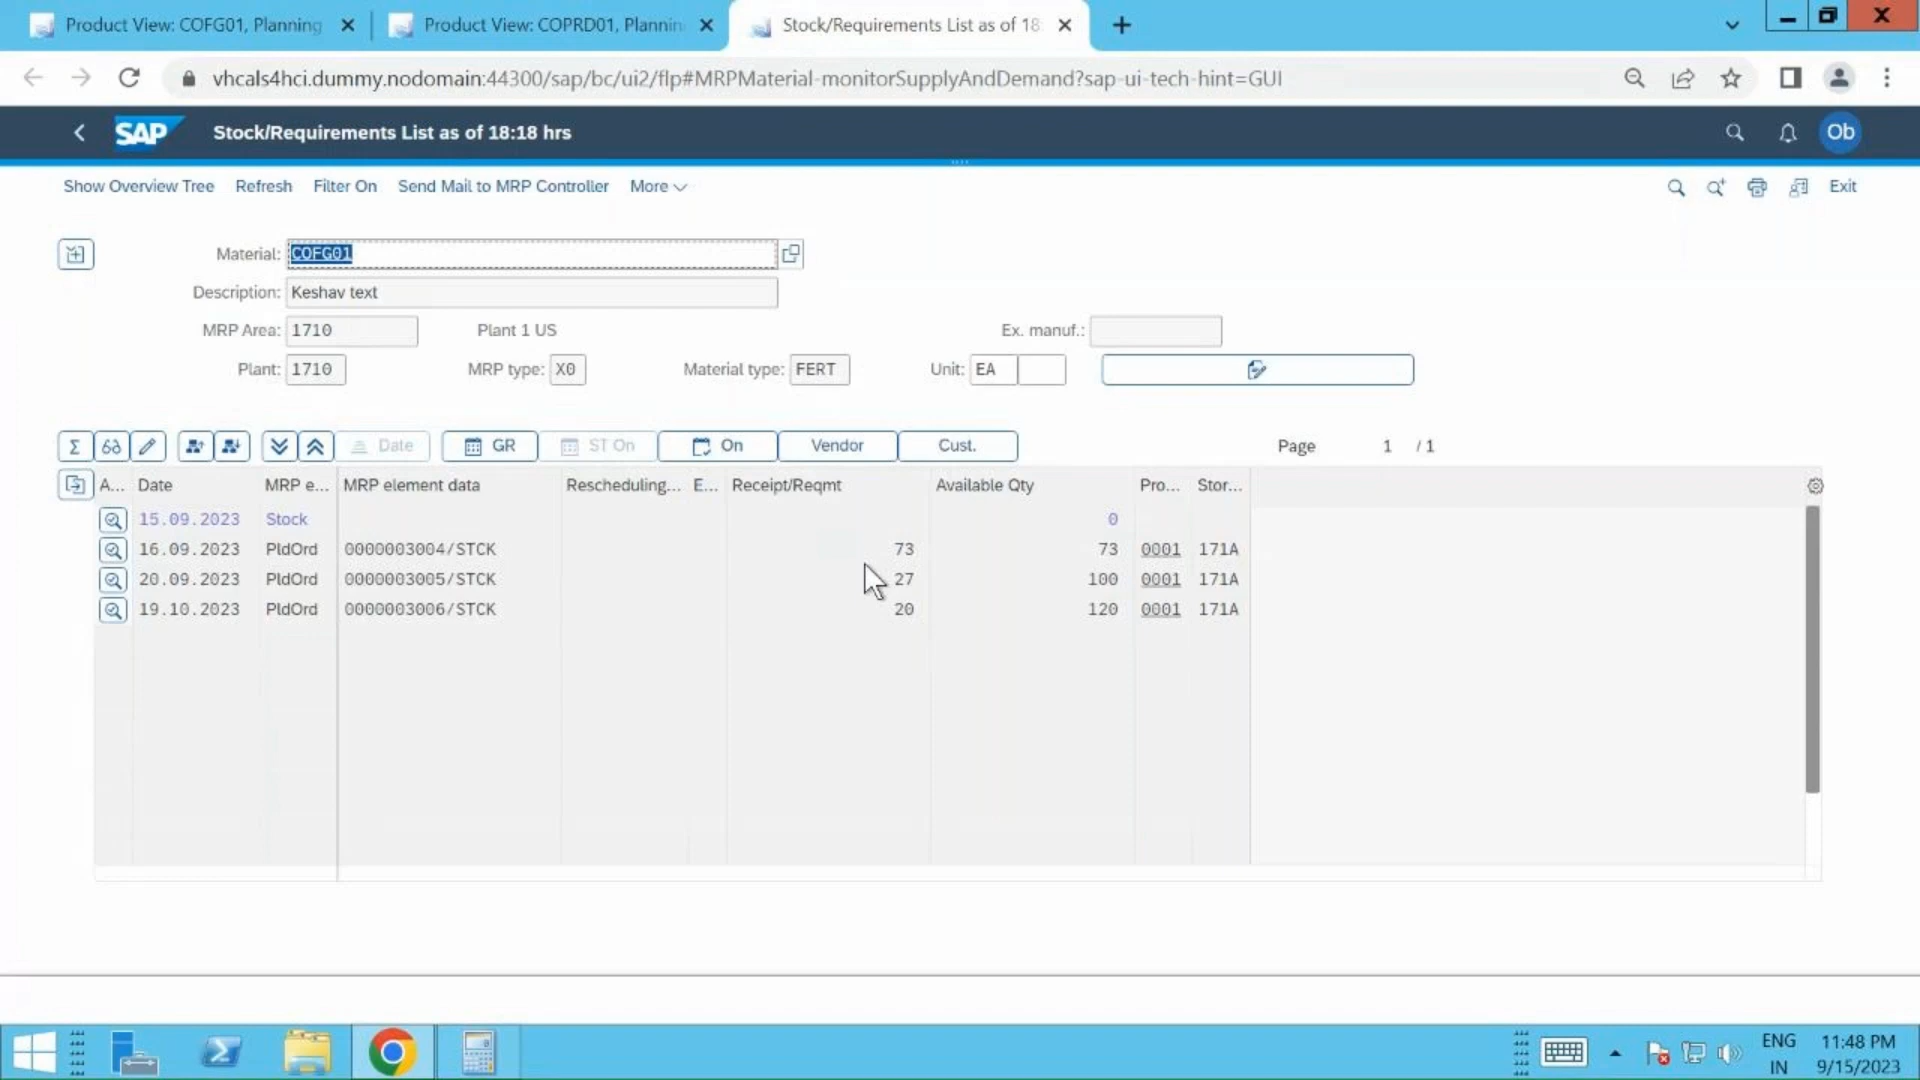 Product View: COFG01, Planning
Product View: COPRD01, Plannin
Stock/Requirements List as of 18
vhcals4hci.dummy.nodomain:44300/sap/bc/ui2/flp#MRPMaterial-monitorSupplyAndDemand?sap-ui-tech-hint=GUI
SAP Stock/Requirements List as of 18:18 hrs Ob
Show Overview Tree Refresh Filter On Send Mail to MRP Controller More Exit
Material: COFG01
Description: Keshav text
MRP Area: 1710 Plant 1 US Ex. manuf.:
Plant: 1710 MRP type: X0 Material type: FERT Unit: EA
Σ Date GR ST On On Vendor Cust. Page 1 / 1
A... Date MRP e... MRP element data Rescheduling... E... Receipt/Reqmt Available Qty Pro... Stor...
15.09.2023 Stock 0
16.09.2023 PldOrd 0000003004/STCK 73 73 0001 171A
20.09.2023 PldOrd 0000003005/STCK 27 100 0001 171A
19.10.2023 PldOrd 0000003006/STCK 20 120 0001 171A
ENG 11:48 PM
IN 9/15/2023